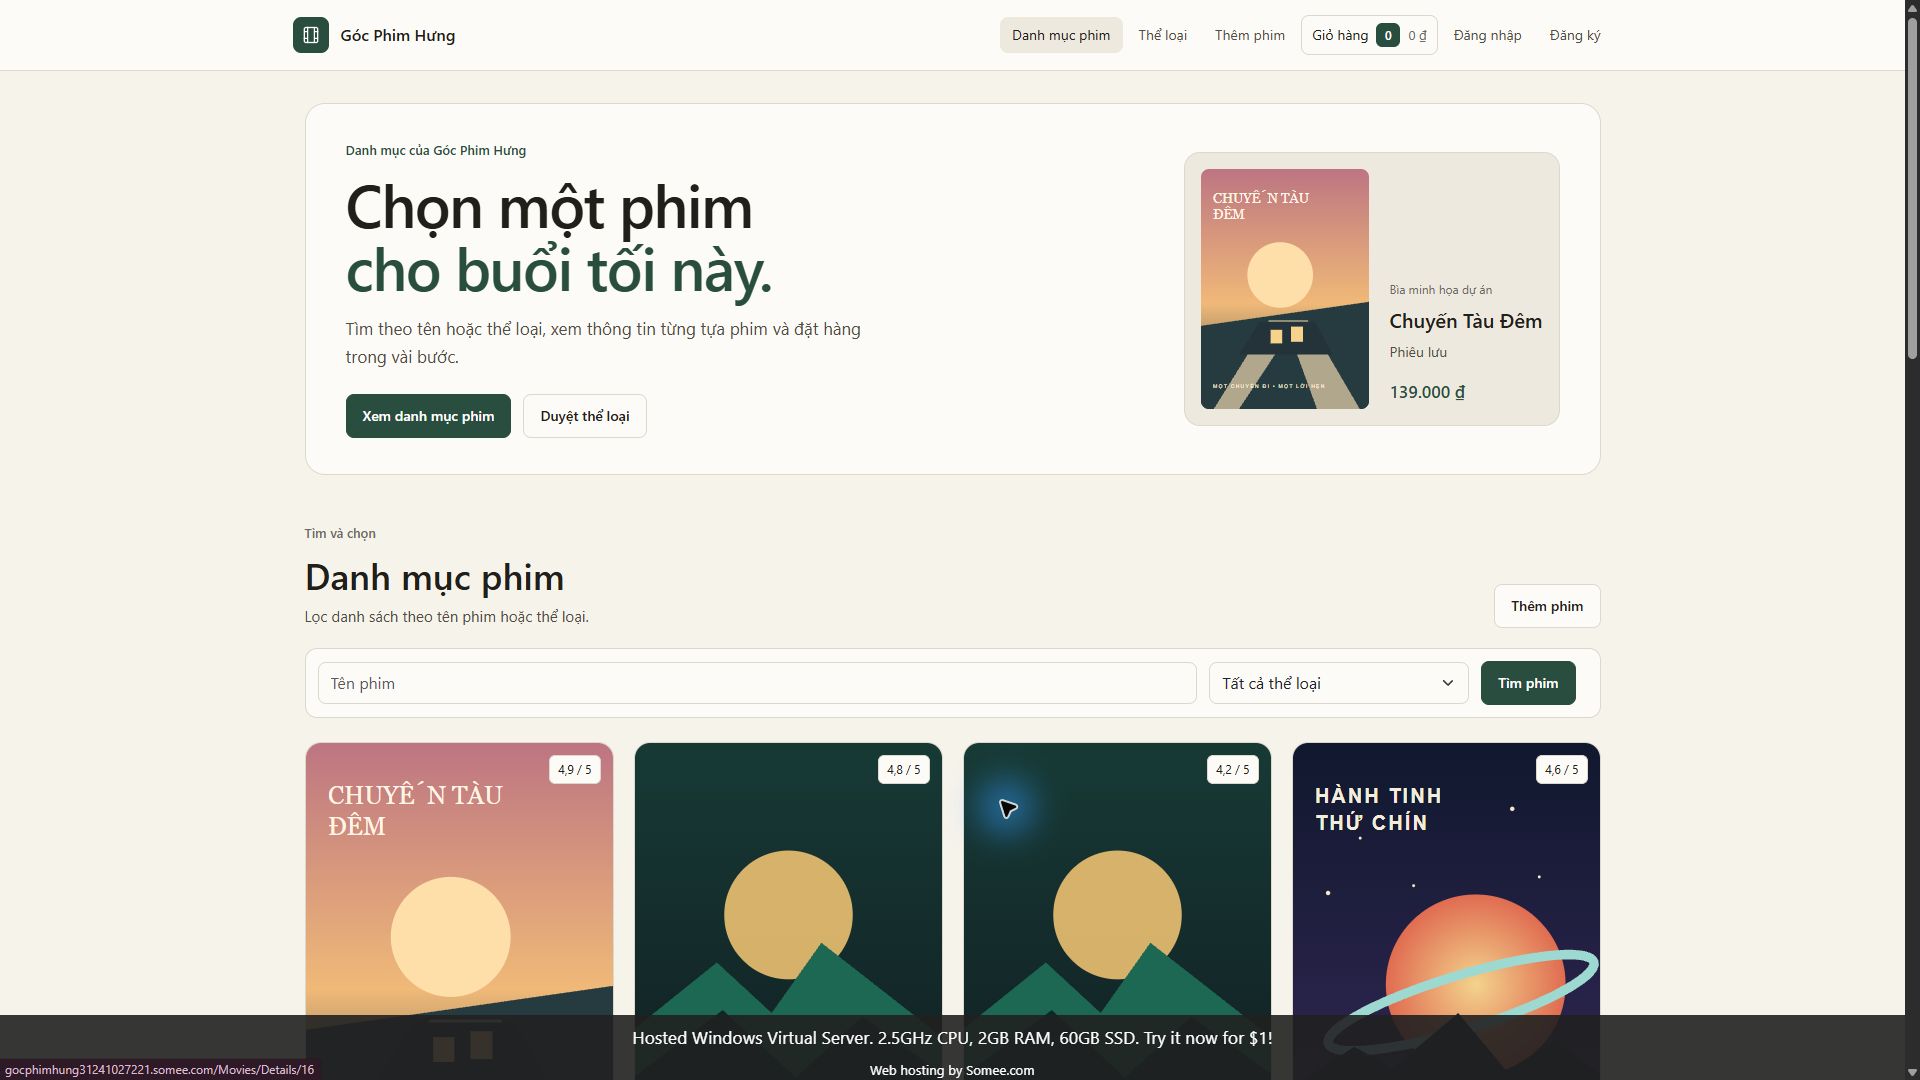 Góc Phim Hưng
Danh mục phim
Thể loại
Thêm phim
Giỏ hàng 0 0 ₫
Đăng nhập
Đăng ký
Danh mục của Góc Phim Hưng
Chọn một phim
cho buổi tối này.
Tìm theo tên hoặc thể loại, xem thông tin từng tựa phim và đặt hàng
trong vài bước.
Xem danh mục phim
Duyệt thể loại
CHUYẾN TÀU
ĐÊM
MỘT CHUYẾN ĐI • MỘT LỜI HẸN
Bìa minh họa dự án
Chuyến Tàu Đêm
Phiêu lưu
139.000 ₫
Tìm và chọn
Danh mục phim
Lọc danh sách theo tên phim hoặc thể loại.
Thêm phim
Tên phim
Tất cả thể loại
Tìm phim
4,9 / 5
CHUYẾN TÀU
ĐÊM
4,8 / 5
4,2 / 5
4,6 / 5
HÀNH TINH
THỨ CHÍN
Hosted Windows Virtual Server. 2.5GHz CPU, 2GB RAM, 60GB SSD. Try it now for $1!
Web hosting by Somee.com
gocphimhung31241027221.somee.com/Movies/Details/16